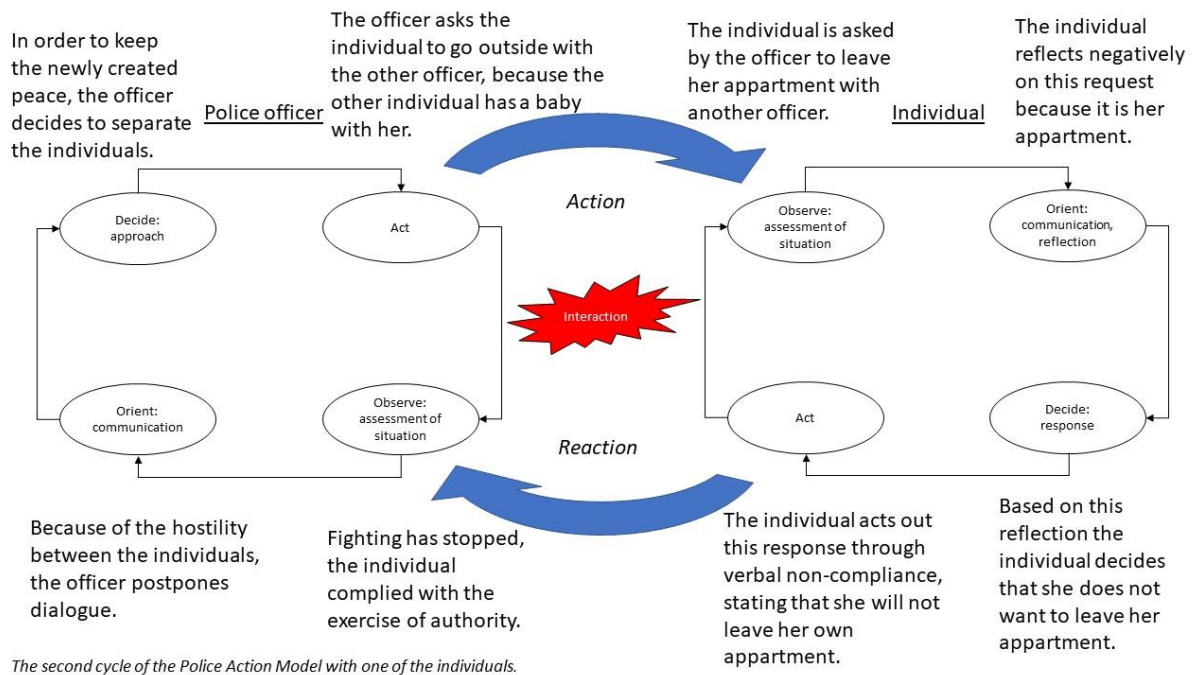 In order to keep
the newly created
peace, the officer
decides to separate
the individuals.
Police officer
The officer asks the
individual to go outside with
the other officer, because the
other individual has a baby
with her.
The individual is asked
by the officer to leave
her appartment with
another officer.
Individual
The individual
reflects negatively
on this request
because it is her
appartment.
Decide:
approach
Act
Action
Observe:
assessment of
situation
Orient:
communication,
reflection
Interaction
Orient:
communication
Observe:
assessment of
situation
Reaction
Act
Decide:
response
Because of the hostility
between the individuals,
the officer postpones
dialogue.
Fighting has stopped,
the individual
complied with the
exercise of authority.
The individual acts out
this response through
verbal non-compliance,
stating that she will not
leave her own
appartment.
Based on this
reflection the
individual decides
that she does not
want to leave her
appartment.
The second cycle of the Police Action Model with one of the individuals.